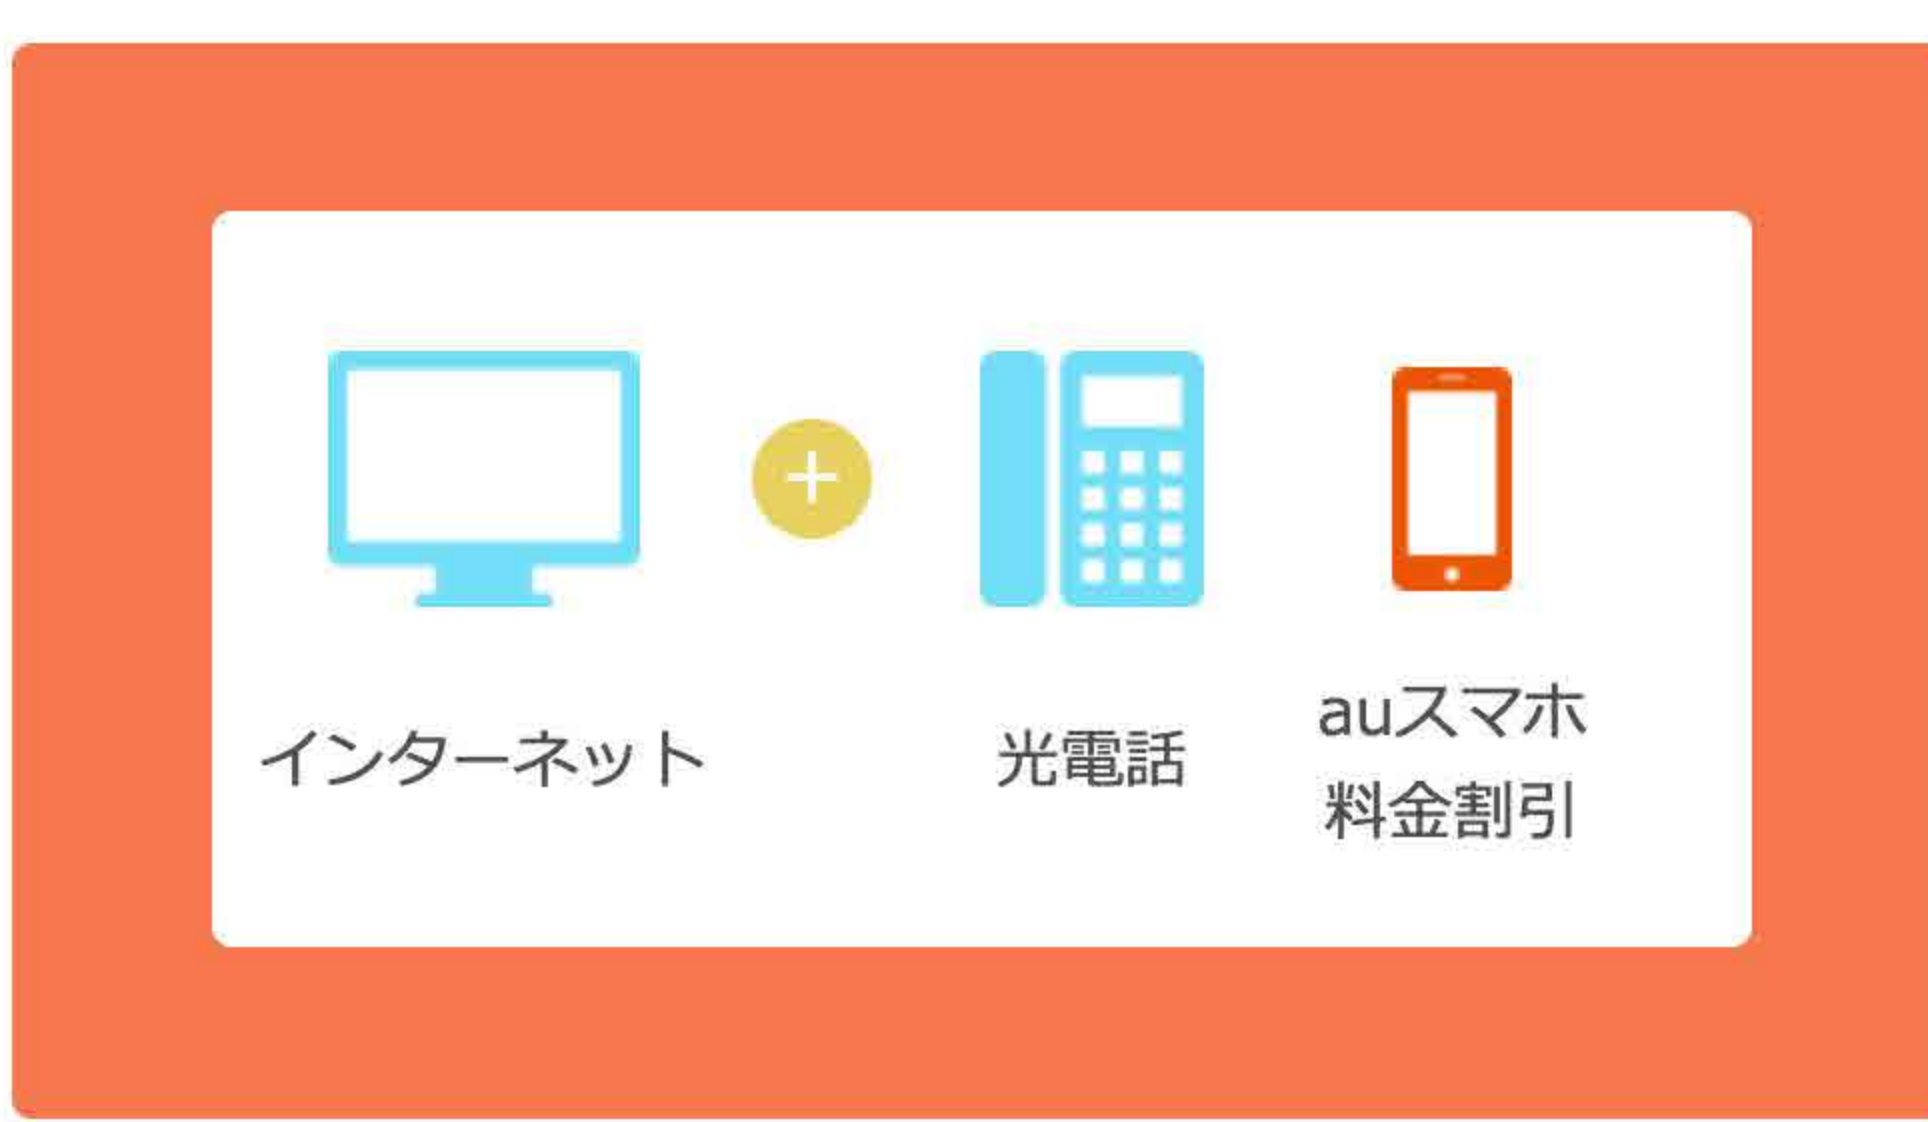 インターネット
+
光電話
auスマホ
料金割引